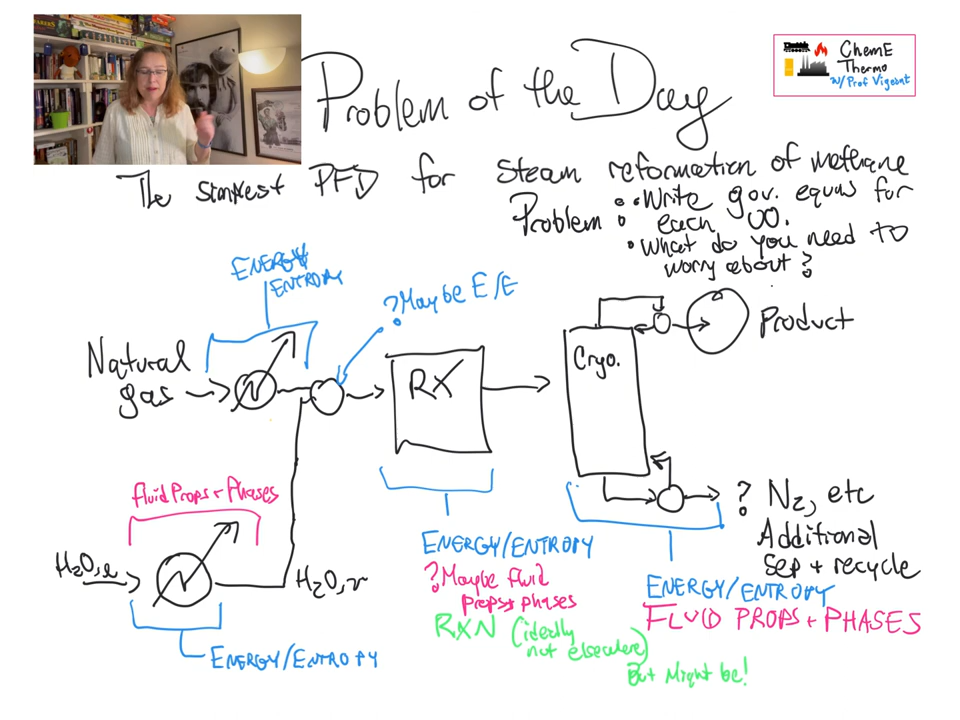 Problem of the Day
ChemE
Thermo
w/Prof Vigeant
The simplest PFD for steam reformation of methane
Problem: • Write gov. equns for
each UO.
• What do you need to
worry about?
ENERGY
ENTROPY
? Maybe E/E
Natural
gas
RX
Cryo.
Product
Fluid Props + Phases
H2O,l
H2O,v
ENERGY/ENTROPY
ENERGY/ENTROPY
? Maybe fluid
props + phases
RXN (ideally
not elsewhere)
But Might be!
? N2, etc
Additional
Sep + recycle
ENERGY/ENTROPY
FLUID PROPS + PHASES